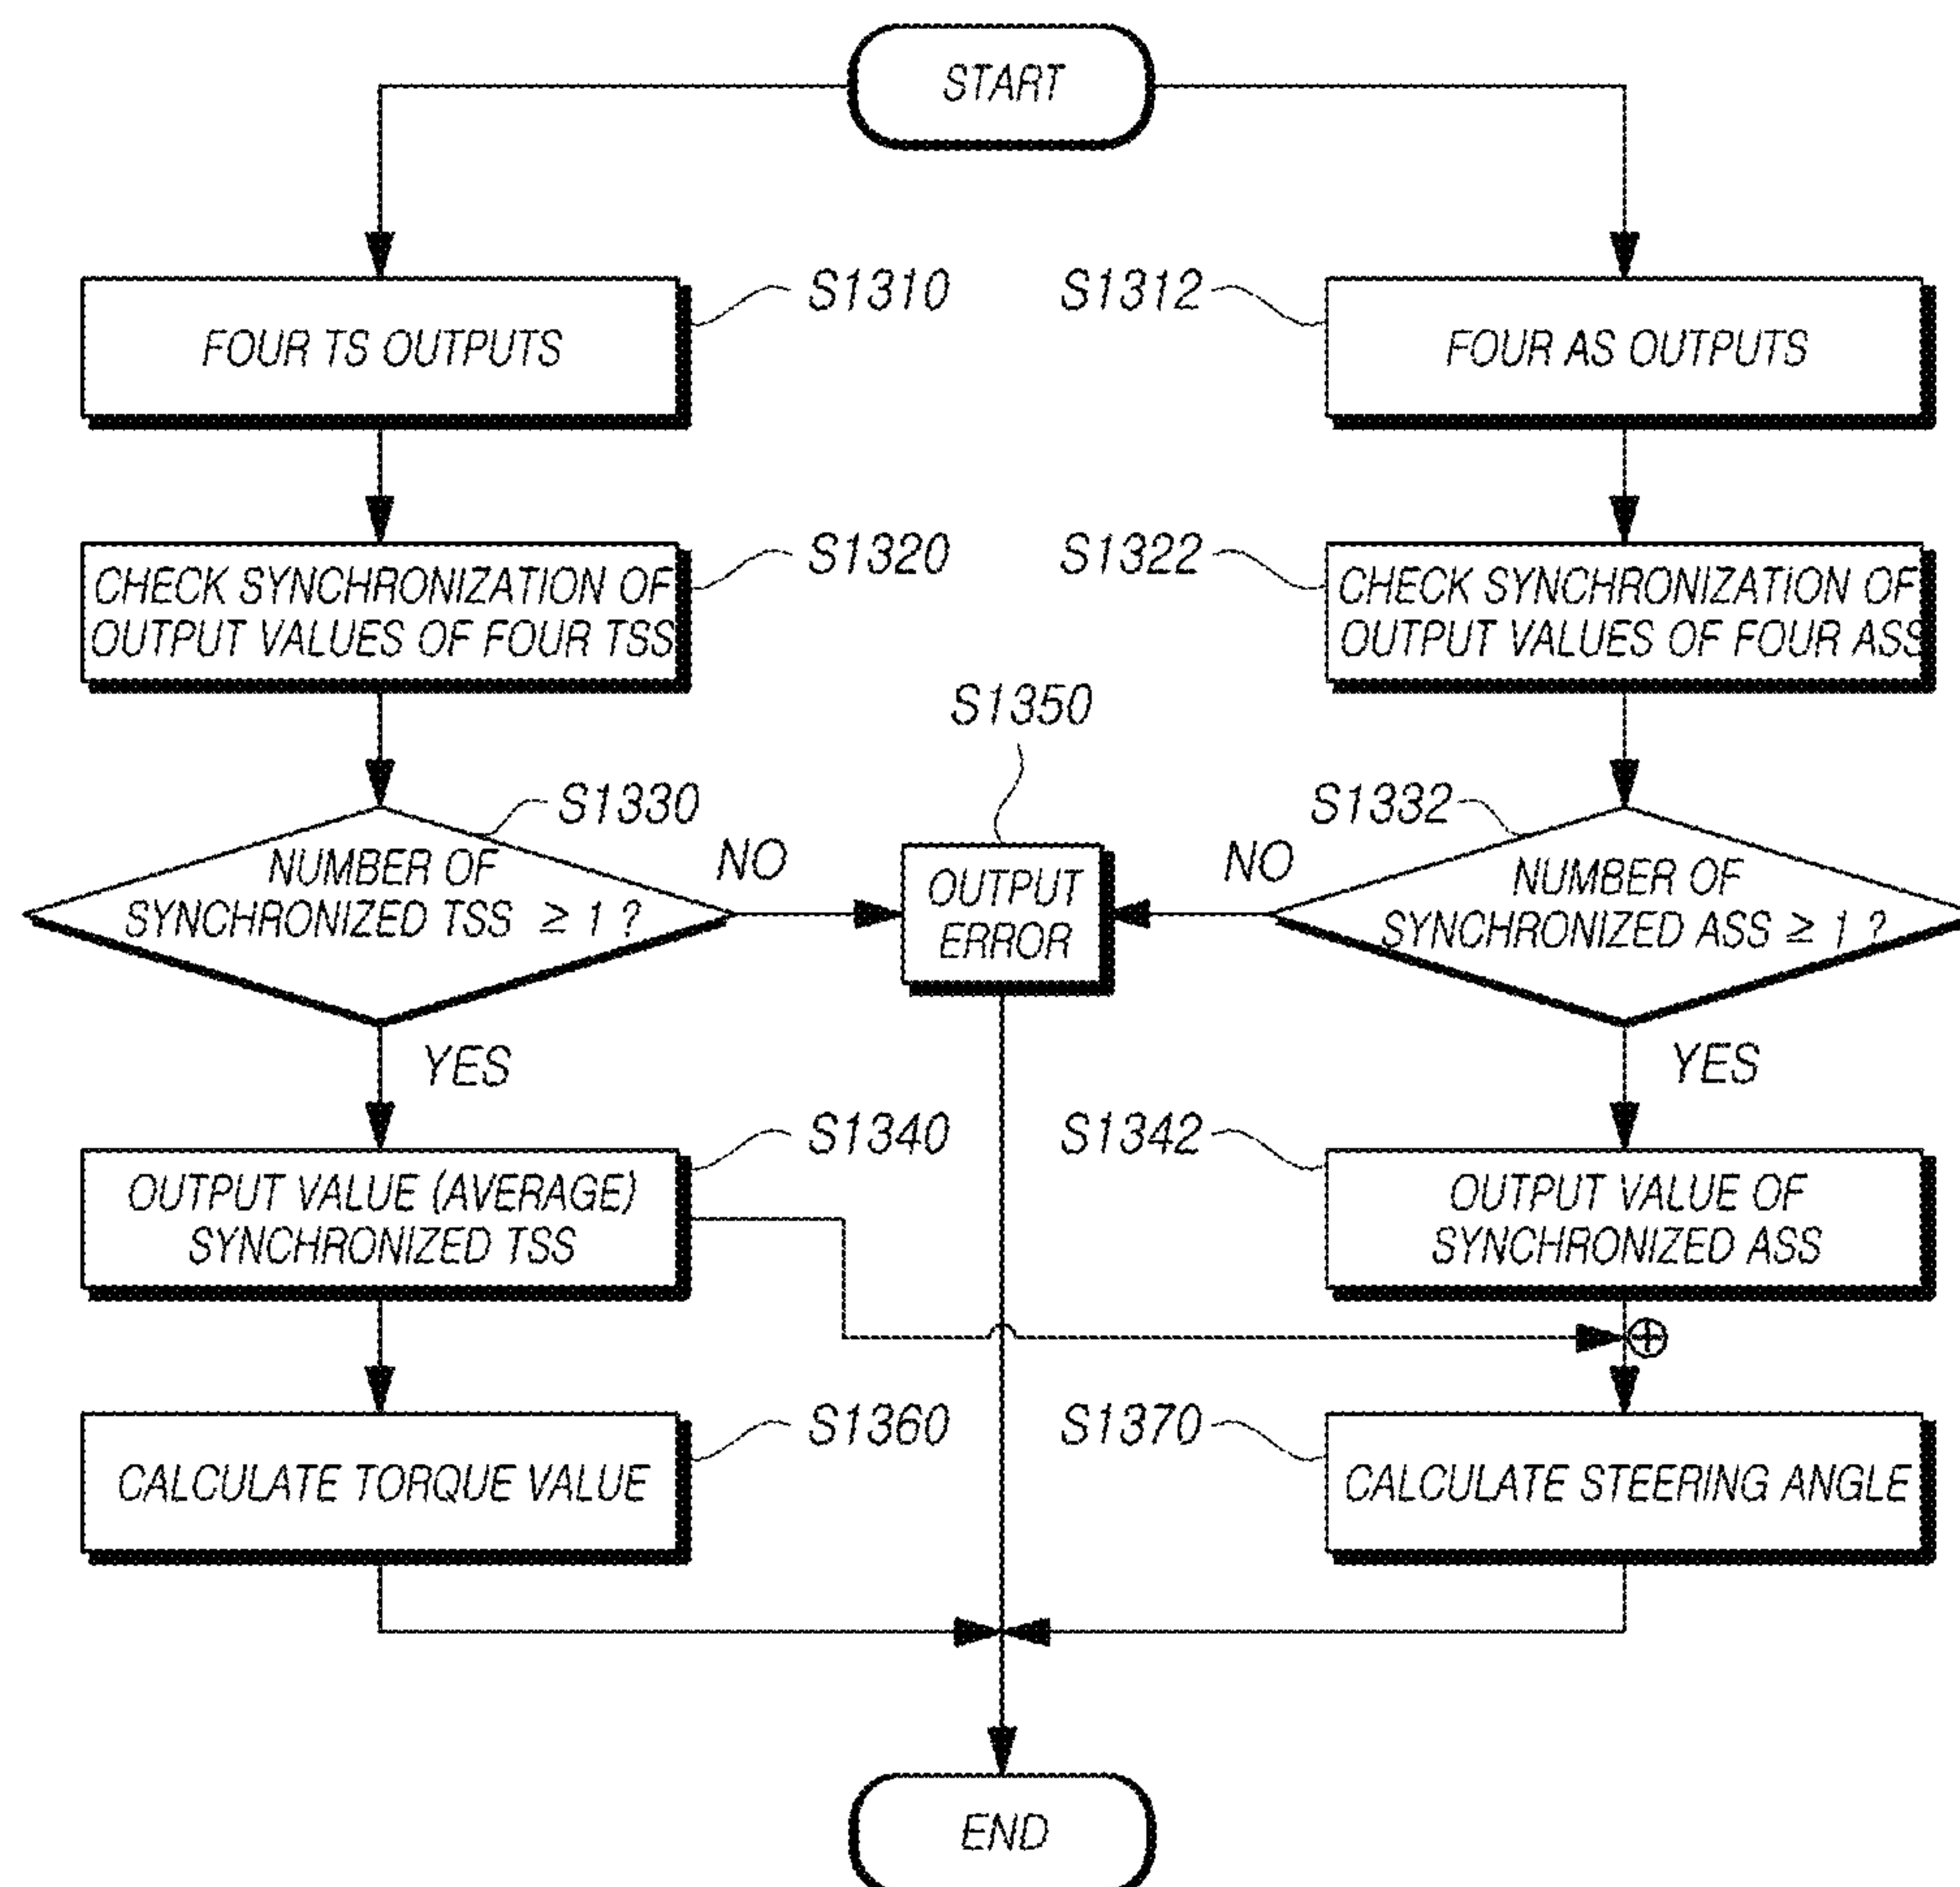 START
S1310
S1312
FOUR TS OUTPUTS
FOUR AS OUTPUTS
S1320
S1322
CHECK SYNCHRONIZATION OF
OUTPUT VALUES OF FOUR TSS
CHECK SYNCHRONIZATION OF
OUTPUT VALUES OF FOUR ASS
S1350
S1330
S1332
NUMBER OF
SYNCHRONIZED TSS ≥ 1 ?
NO
OUTPUT
ERROR
NO
NUMBER OF
SYNCHRONIZED ASS ≥ 1 ?
YES
YES
S1340
S1342
OUTPUT VALUE (AVERAGE)
SYNCHRONIZED TSS
OUTPUT VALUE OF
SYNCHRONIZED ASS
S1360
S1370
CALCULATE TORQUE VALUE
CALCULATE STEERING ANGLE
END